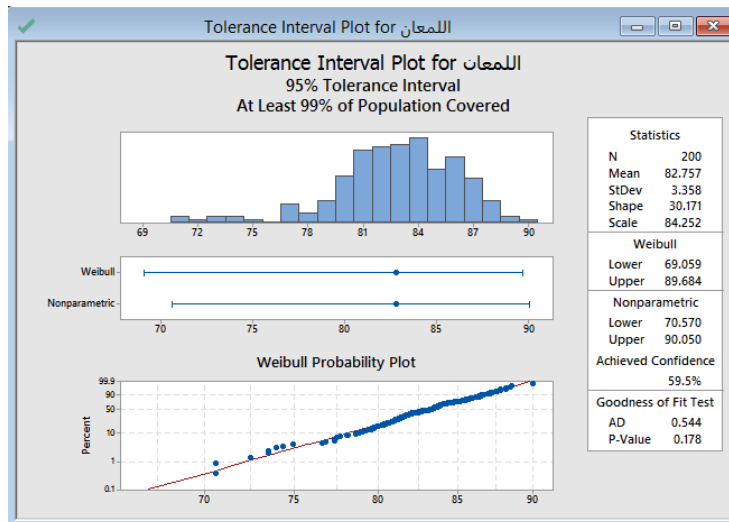 Tolerance Interval Plot for اللمعان
Tolerance Interval Plot for اللمعان
95% Tolerance Interval
At Least 99% of Population Covered
69 72 75 78 81 84 87 90
Weibull
Nonparametric
70 75 80 85 90
Weibull Probability Plot
Percent
99.9
90
50
10
1
0.1
70 75 80 85 90
Statistics
N 200
Mean 82.757
StDev 3.358
Shape 30.171
Scale 84.252
Weibull
Lower 69.059
Upper 89.684
Nonparametric
Lower 70.570
Upper 90.050
Achieved Confidence
59.5%
Goodness of Fit Test
AD 0.544
P-Value 0.178